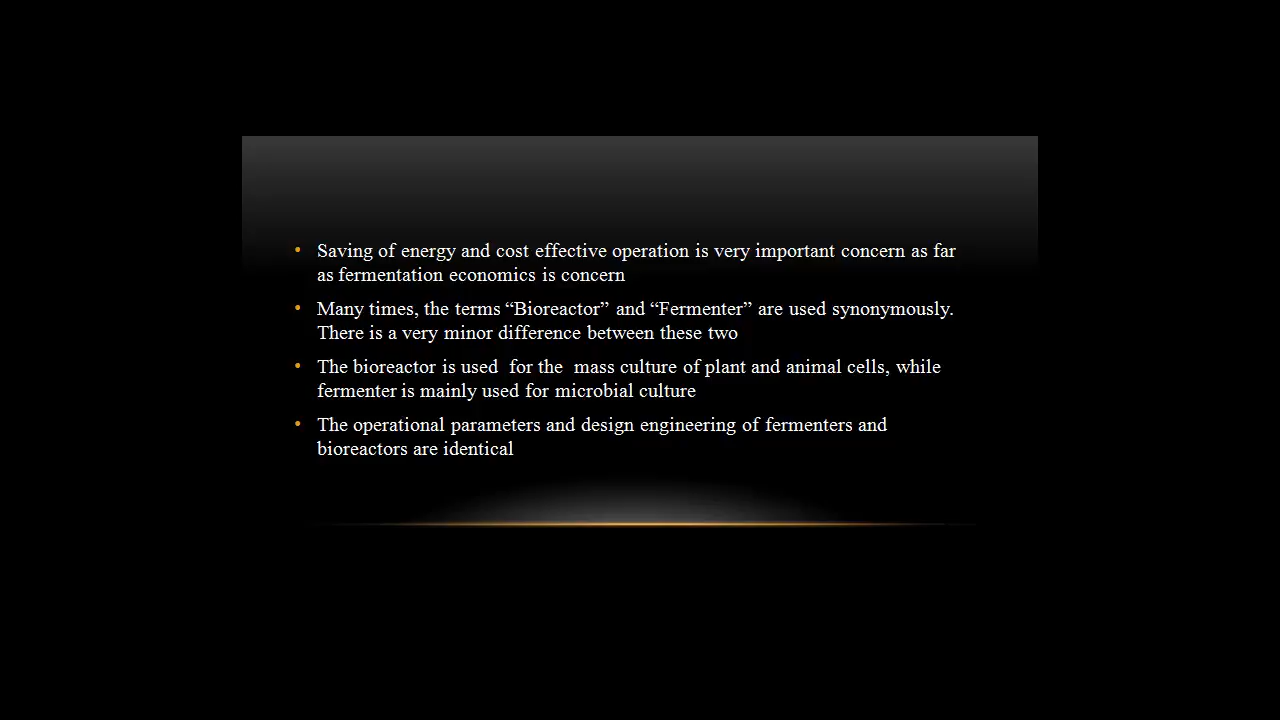 • Saving of energy and cost effective operation is very important concern as far
as fermentation economics is concern
• Many times, the terms “Bioreactor” and “Fermenter” are used synonymously.
There is a very minor difference between these two
• The bioreactor is used  for the  mass culture of plant and animal cells, while
fermenter is mainly used for microbial culture
• The operational parameters and design engineering of fermenters and
bioreactors are identical